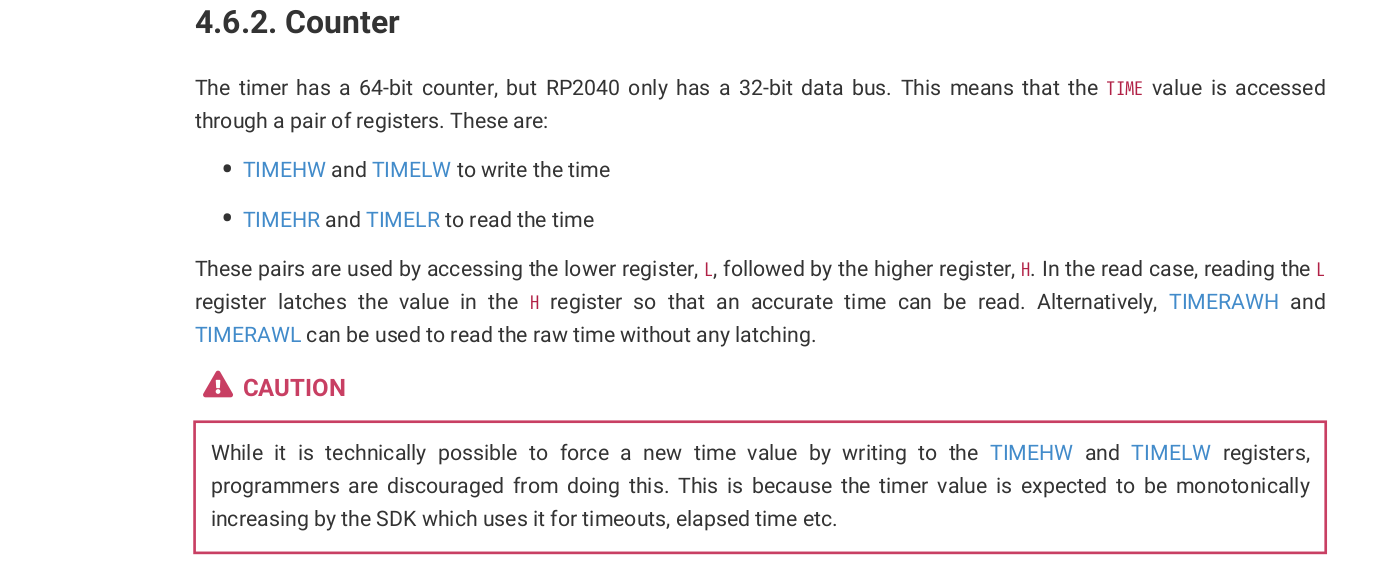 4.6.2. Counter
The timer has a 64-bit counter, but RP2040 only has a 32-bit data bus. This means that the TIME value is accessed
through a pair of registers. These are:
• TIMEHW and TIMELW to write the time
• TIMEHR and TIMELR to read the time
These pairs are used by accessing the lower register, L, followed by the higher register, H. In the read case, reading the L
register latches the value in the H register so that an accurate time can be read. Alternatively, TIMERAWH and
TIMERAWL can be used to read the raw time without any latching.
CAUTION
While it is technically possible to force a new time value by writing to the TIMEHW and TIMELW registers,
programmers are discouraged from doing this. This is because the timer value is expected to be monotonically
increasing by the SDK which uses it for timeouts, elapsed time etc.